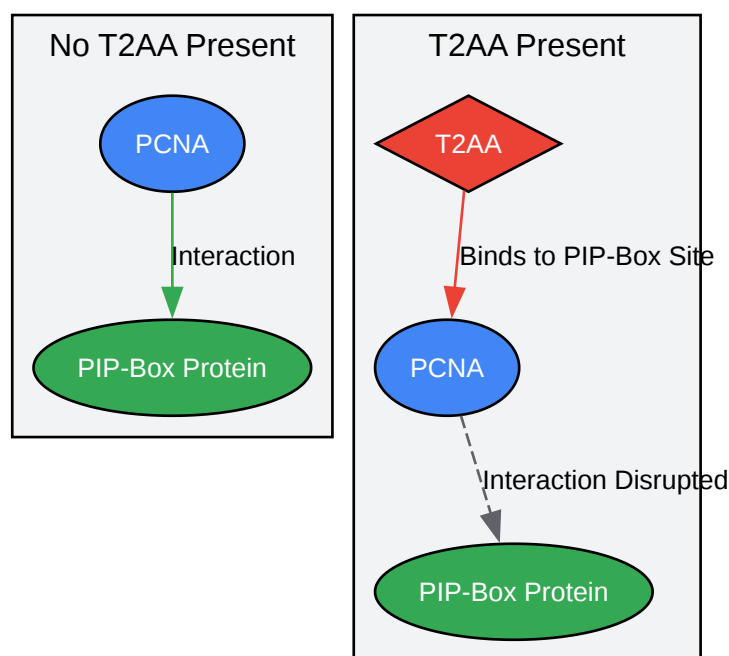 No T2AA Present
PCNA
Interaction
PIP-Box Protein
T2AA Present
T2AA
Binds to PIP-Box Site
PCNA
Interaction Disrupted
PIP-Box Protein